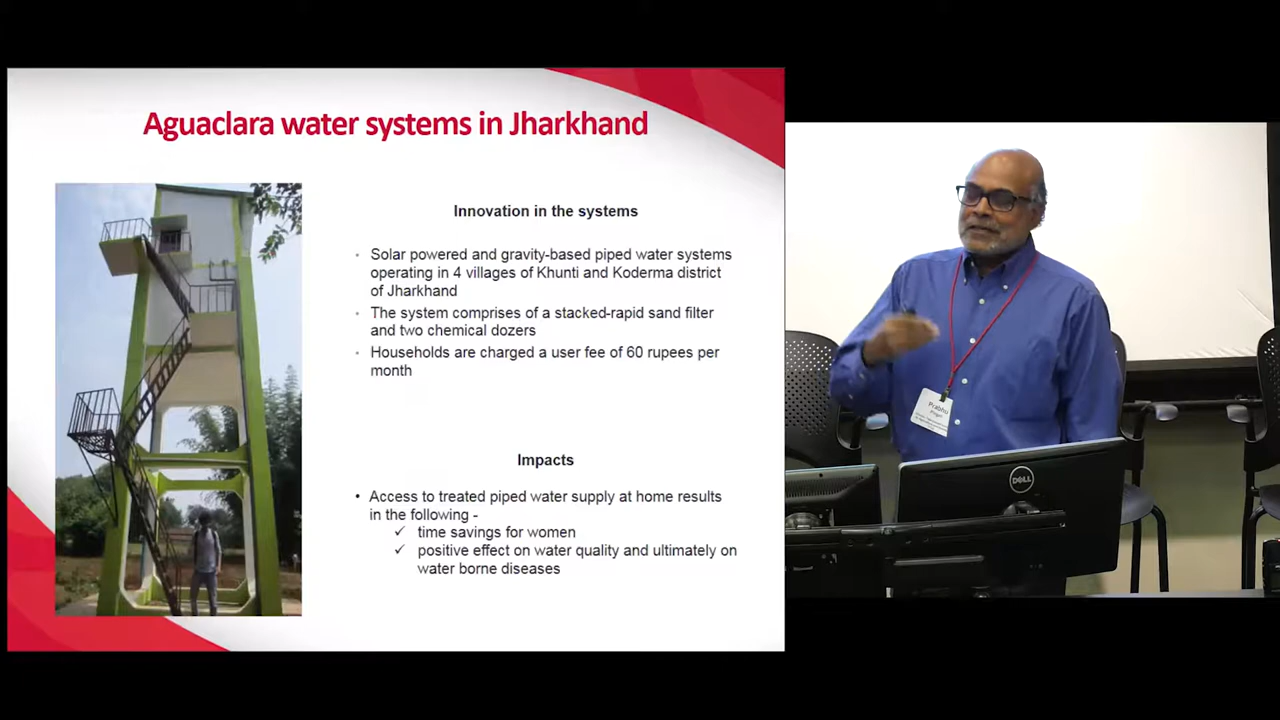 Aguaclara water systems in Jharkhand
Innovation in the systems
• Solar powered and gravity-based piped water systems
operating in 4 villages of Khunti and Koderma district
of Jharkhand
• The system comprises of a stacked-rapid sand filter
and two chemical dozers
• Households are charged a user fee of 60 rupees per
month
Impacts
• Access to treated piped water supply at home results
in the following -
✓ time savings for women
✓ positive effect on water quality and ultimately on
water borne diseases
Prabhu
DELL